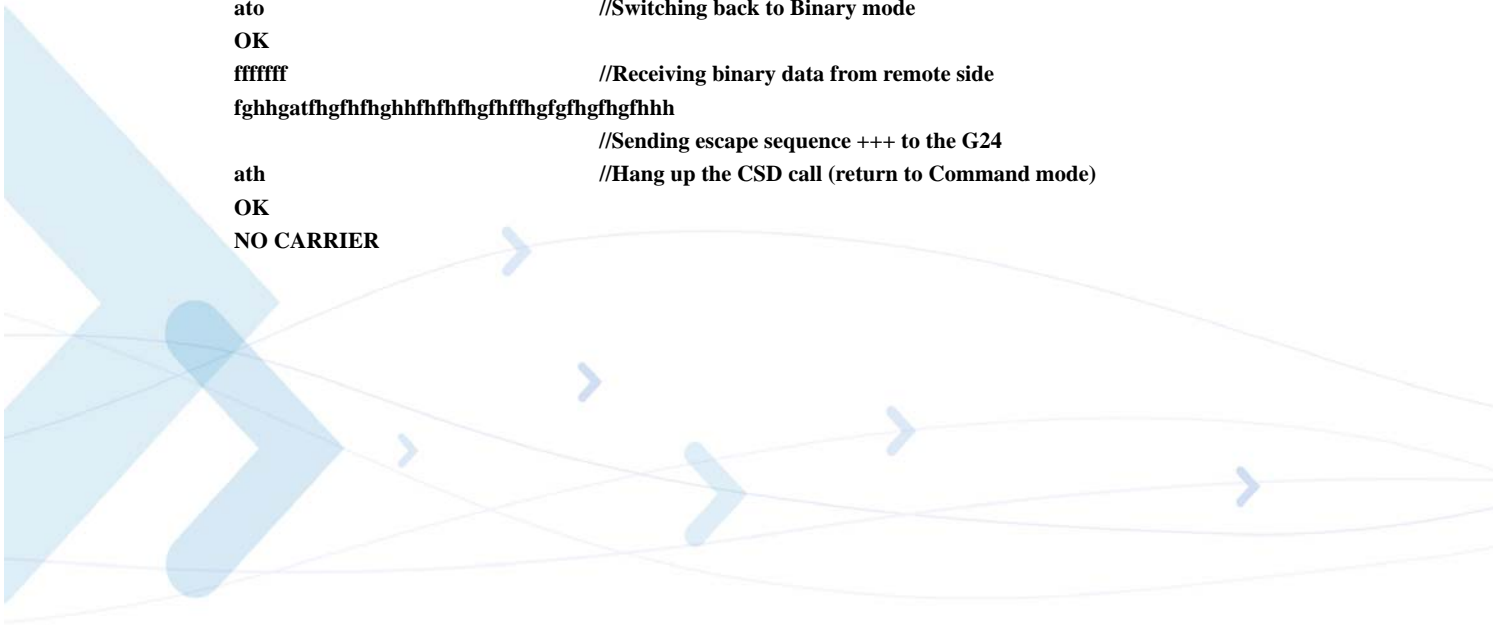 ato //Switching back to Binary mode
OK
fffffff //Receiving binary data from remote side
fghhgatfhgfhfhghhfhfhfhgfhffhgfgfhgfhgfhhh
//Sending escape sequence +++ to the G24
ath //Hang up the CSD call (return to Command mode)
OK
NO CARRIER